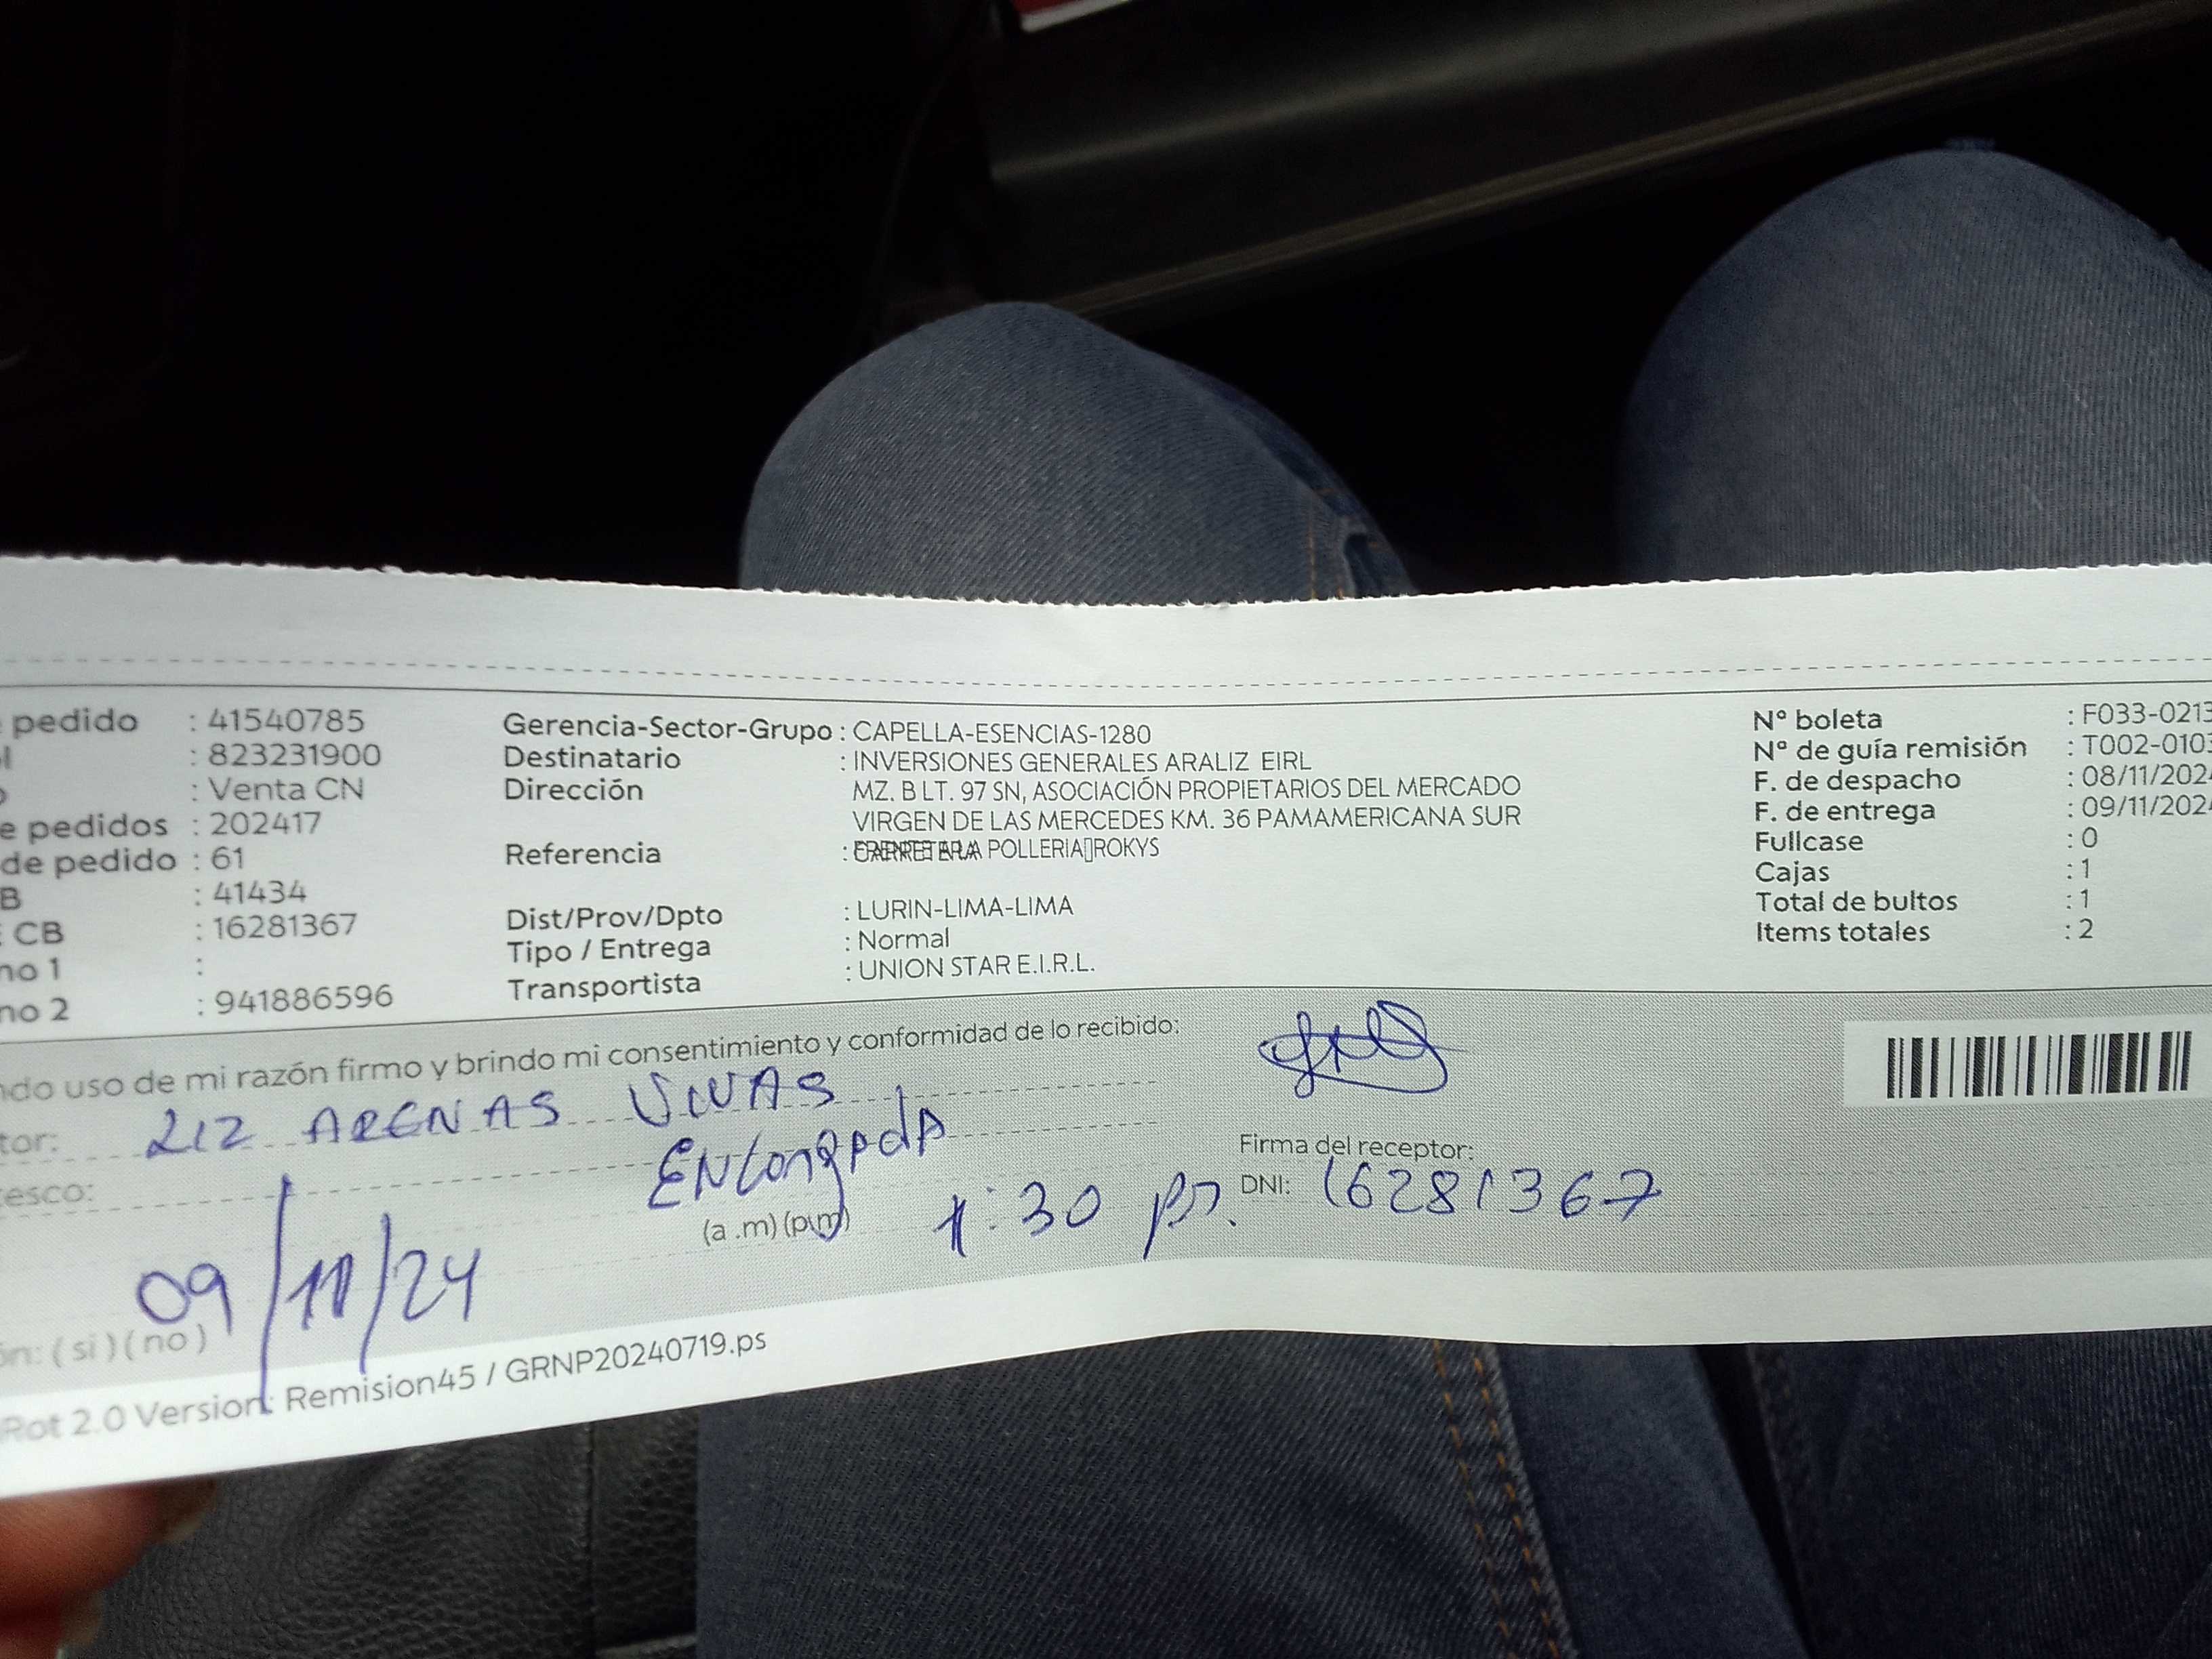 pedido : 41540785
: 823231900
: Venta CN
e pedidos : 202417
de pedido : 61
B : 41434
CB : 16281367
no 1 :
no 2 : 941886596
Gerencia-Sector-Grupo : CAPELLA-ESENCIAS-1280
Destinatario : INVERSIONES GENERALES ARALIZ EIRL
Dirección MZ. B LT. 97 SN, ASOCIACIÓN PROPIETARIOS DEL MERCADO
VIRGEN DE LAS MERCEDES KM. 36 PAMAMERICANA SUR
Referencia : POLLERIA ROKYS
Dist/Prov/Dpto : LURIN-LIMA-LIMA
Tipo / Entrega : Normal
Transportista : UNION STAR E.I.R.L.
N° boleta : F033-0213
N° de guía remisión : T002-0103
F. de despacho : 08/11/202
F. de entrega : 09/11/202
Fullcase : 0
Cajas : 1
Total de bultos : 1
Items totales : 2
ndo uso de mi razón firmo y brindo mi consentimiento y conformidad de lo recibido:
tor: LIZ ARENAS
esco:
(a .m) (p.m) 1:30 pm.
Firma del receptor:
DNI: 16281367
09/11/24
ón: ( si ) ( no )
Rot 2.0 Version: Remision45 / GRNP20240719.ps